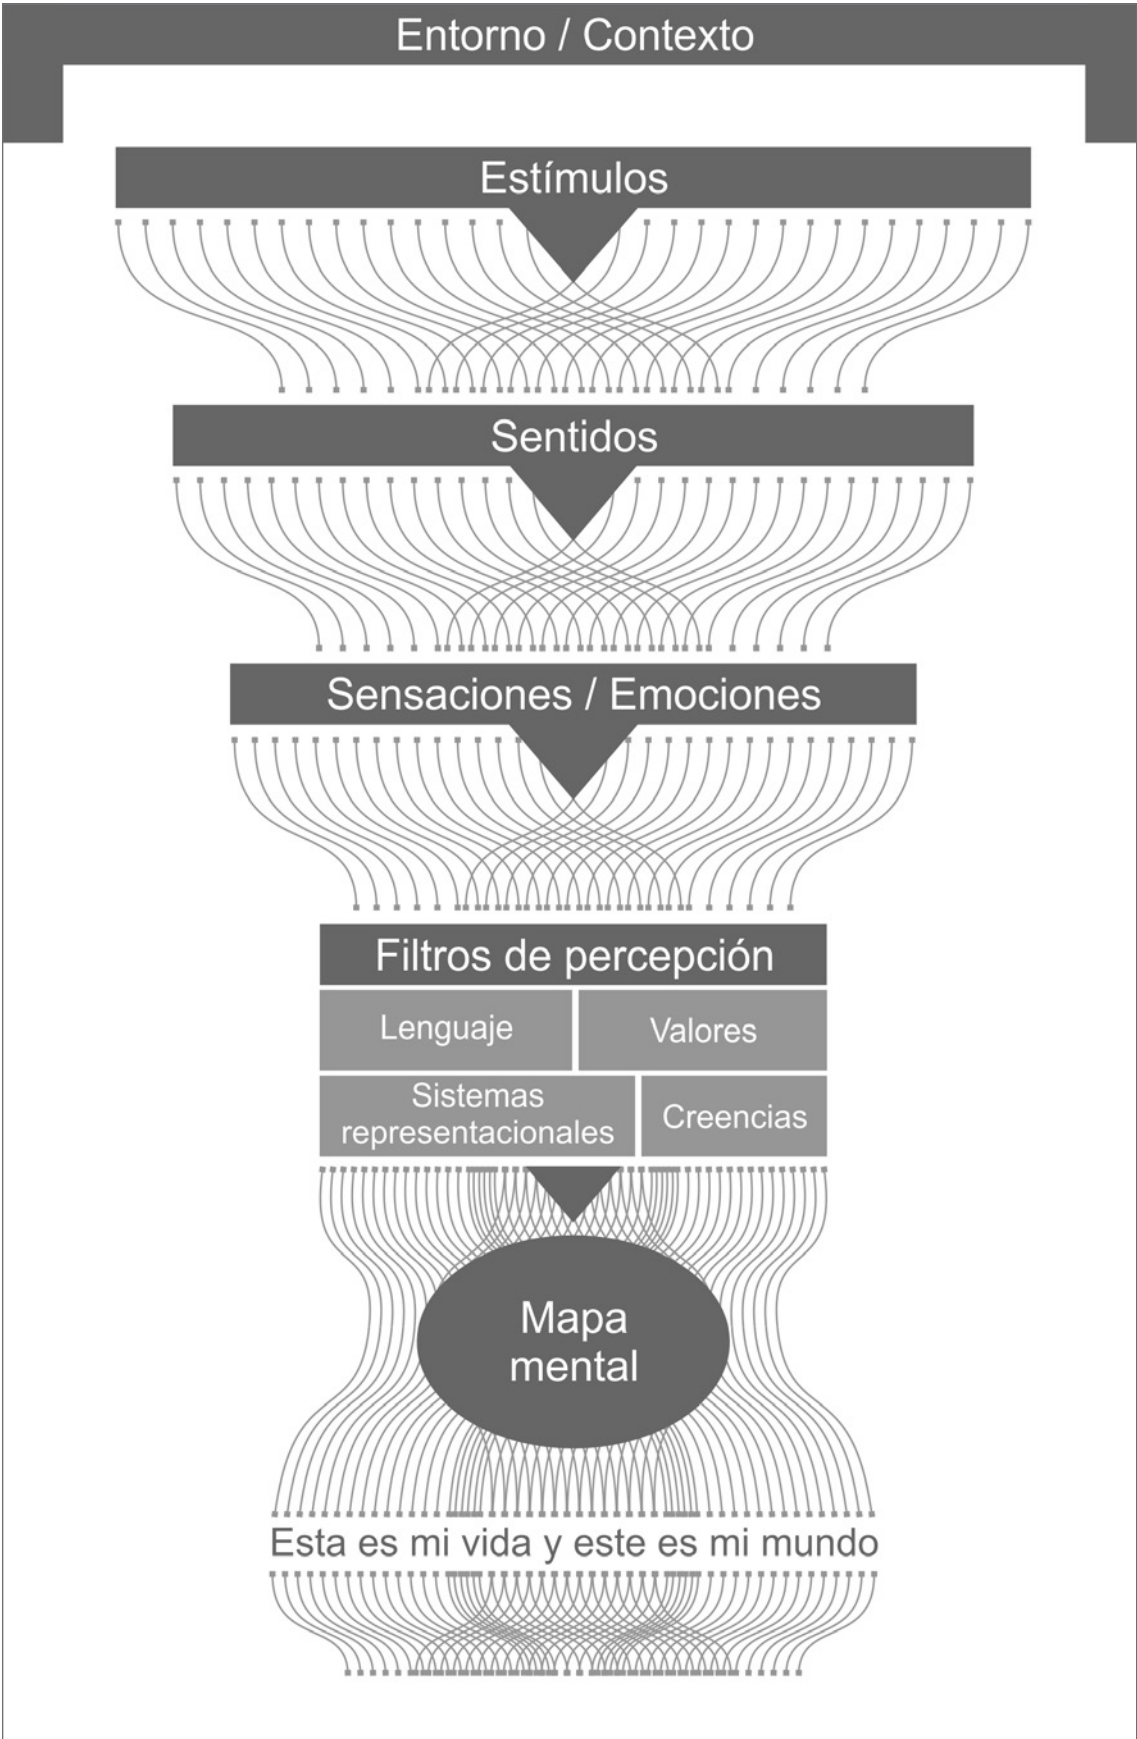 Entorno / Contexto
Estímulos
Sentidos
Sensaciones / Emociones
Filtros de percepción
Lenguaje
Valores
Sistemas
representacionales
Creencias
Mapa
mental
Esta es mi vida y este es mi mundo